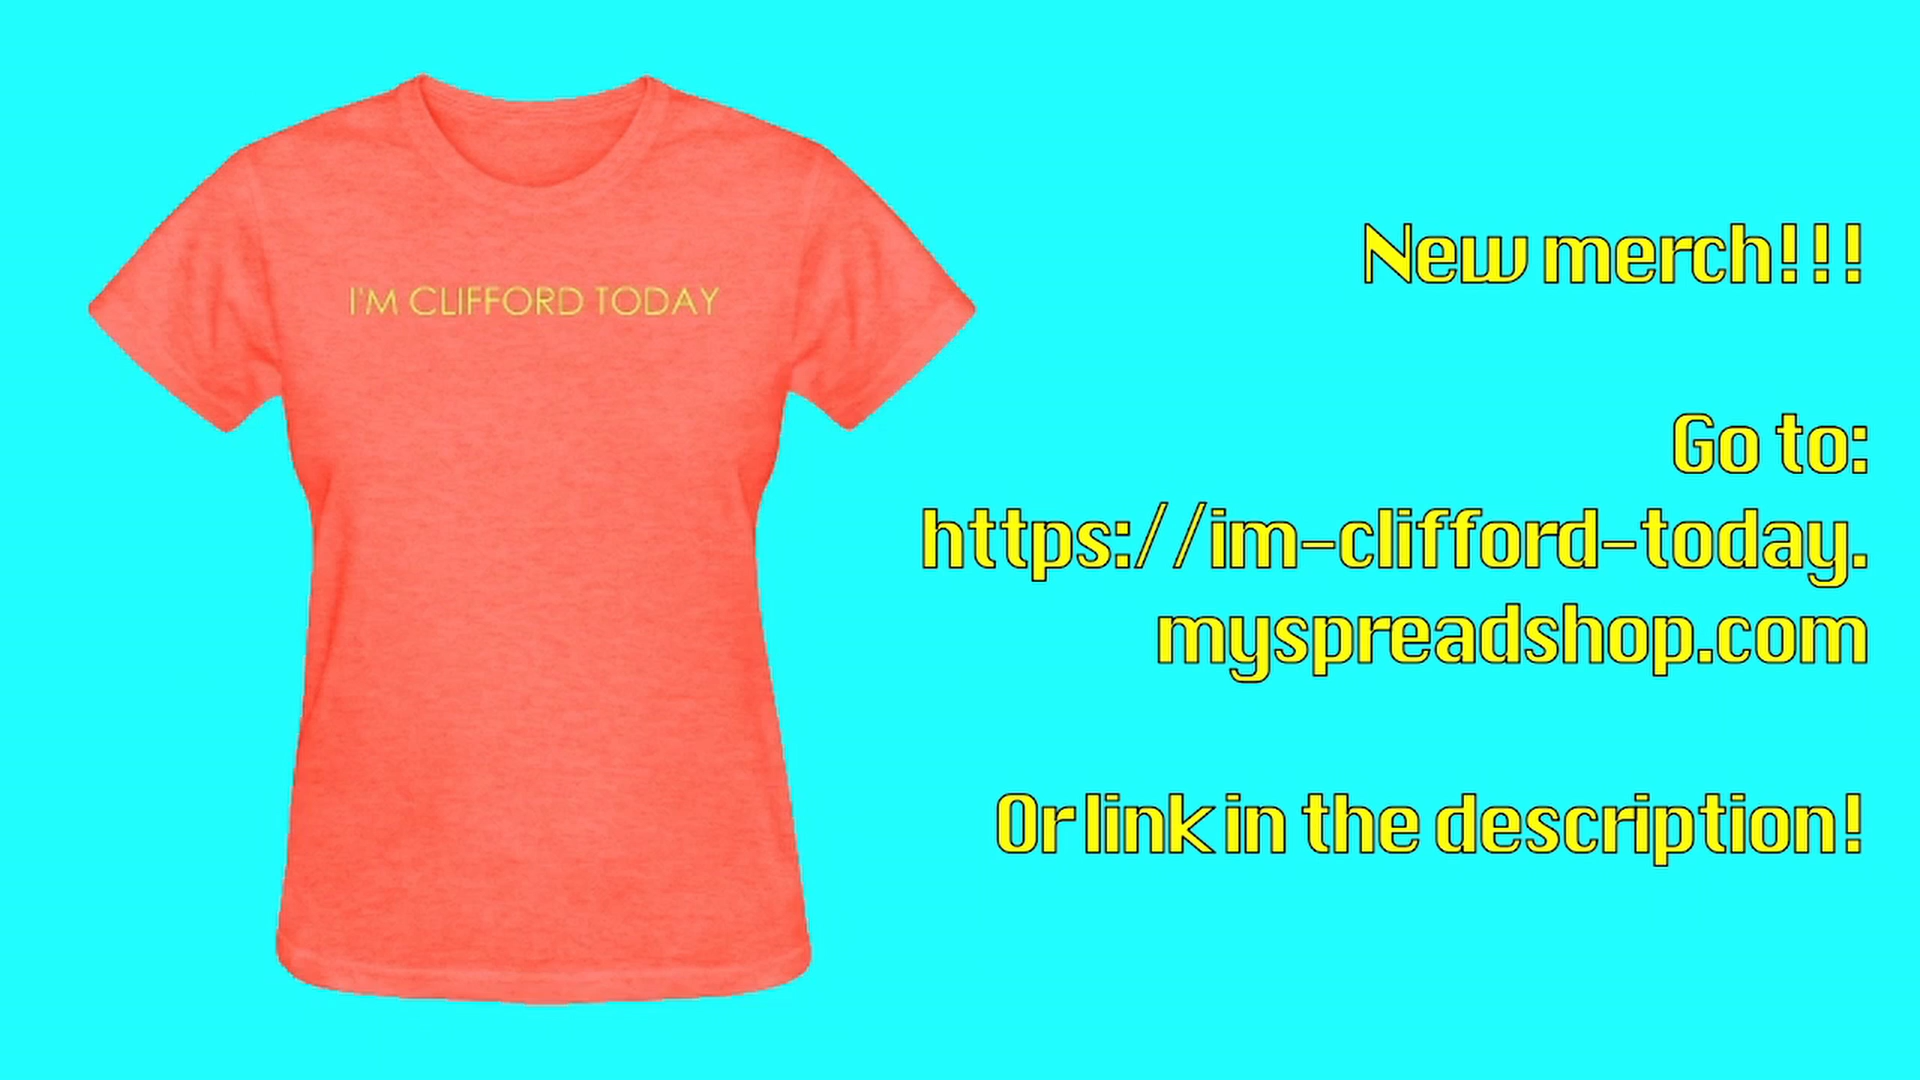 I'M CLIFFORD TODAY
New merch!!!
Go to:
https://im-clifford-today.
myspreadshop.com
Or link in the description!